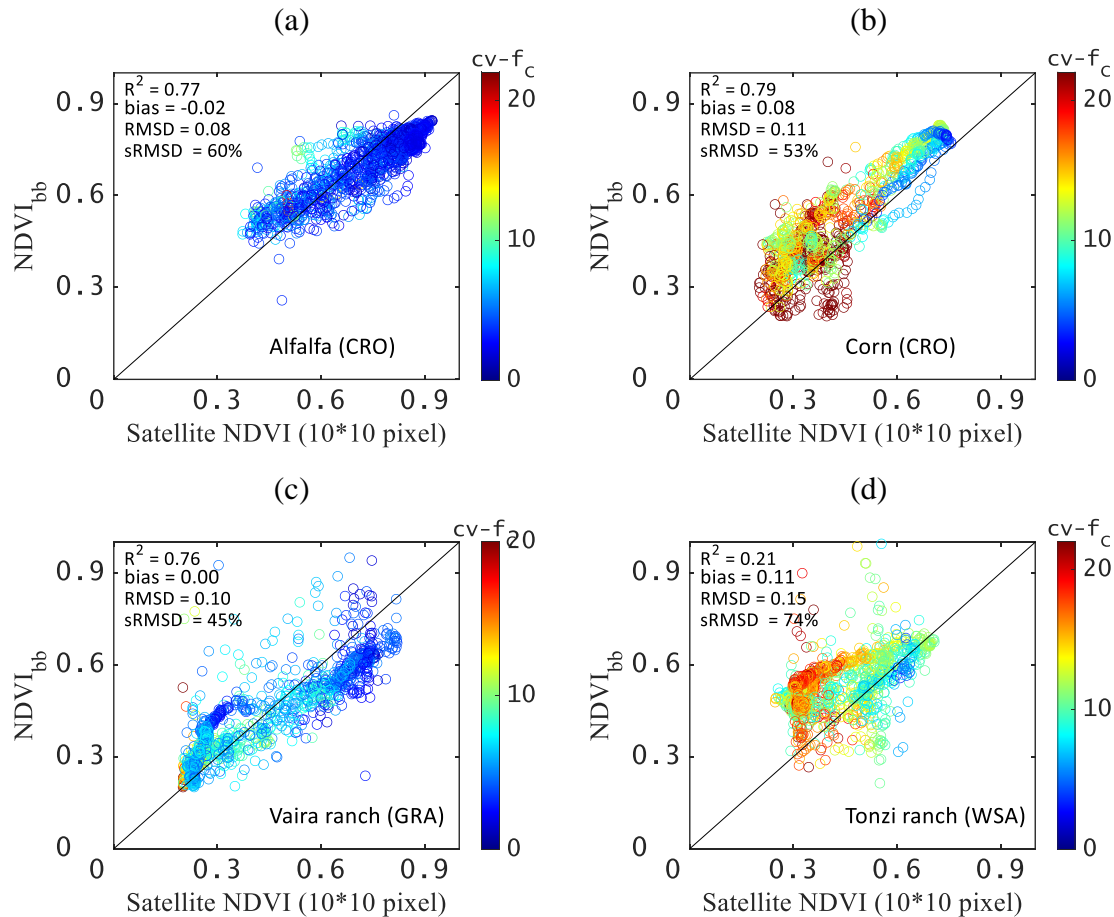 (a)
cv-fc
R2 = 0.77
bias = -0.02
RMSD = 0.08
sRMSD = 60%
NDVIbb
0.9
0.6
0.3
0
0 0.3 0.6 0.9
20
10
0
Alfalfa (CRO)
Satellite NDVI (10*10 pixel)
(b)
cv-fc
R2 = 0.79
bias = 0.08
RMSD = 0.11
sRMSD = 53%
NDVIbb
0.9
0.6
0.3
0
0 0.3 0.6 0.9
20
10
0
Corn (CRO)
Satellite NDVI (10*10 pixel)
(c)
cv-fc
R2 = 0.76
bias = 0.00
RMSD = 0.10
sRMSD = 45%
NDVIbb
0.9
0.6
0.3
0
0 0.3 0.6 0.9
20
10
0
Vaira ranch (GRA)
Satellite NDVI (10*10 pixel)
(d)
cv-fc
R2 = 0.21
bias = 0.11
RMSD = 0.15
sRMSD = 74%
NDVIbb
0.9
0.6
0.3
0
0 0.3 0.6 0.9
20
10
0
Tonzi ranch (WSA)
Satellite NDVI (10*10 pixel)